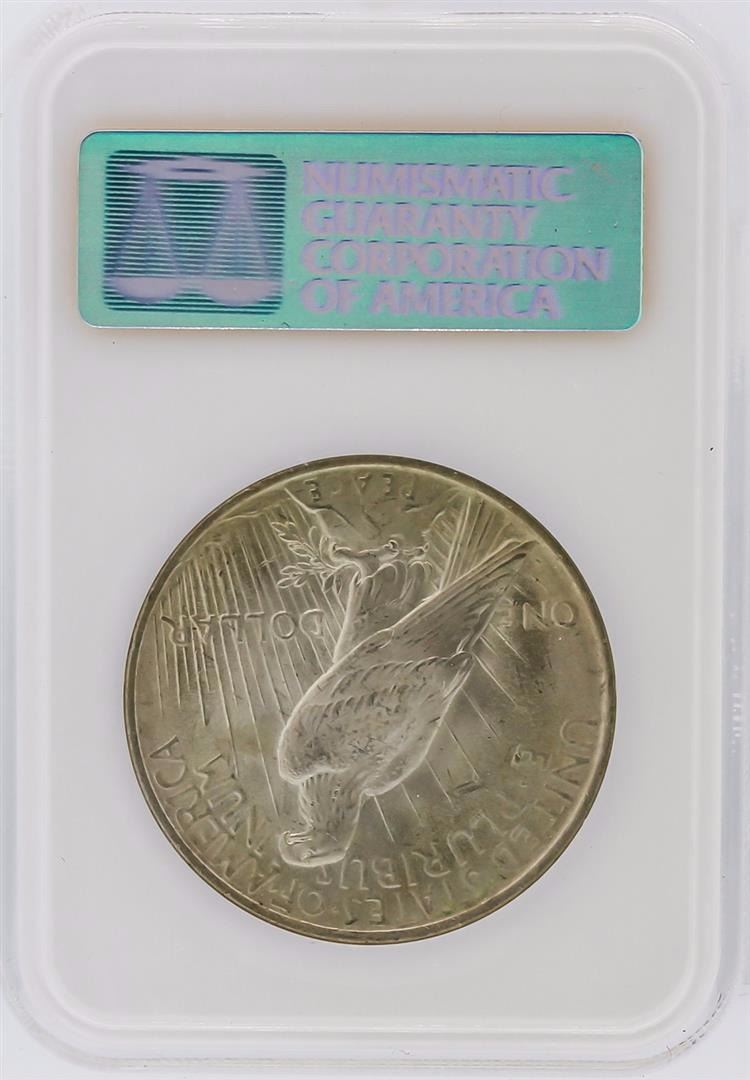 NUMISMATIC
GUARANTY
CORPORATION
OF AMERICA
UNITED STATES OF AMERICA
E PLURIBUS UNUM
ONE DOLLAR
PEACE